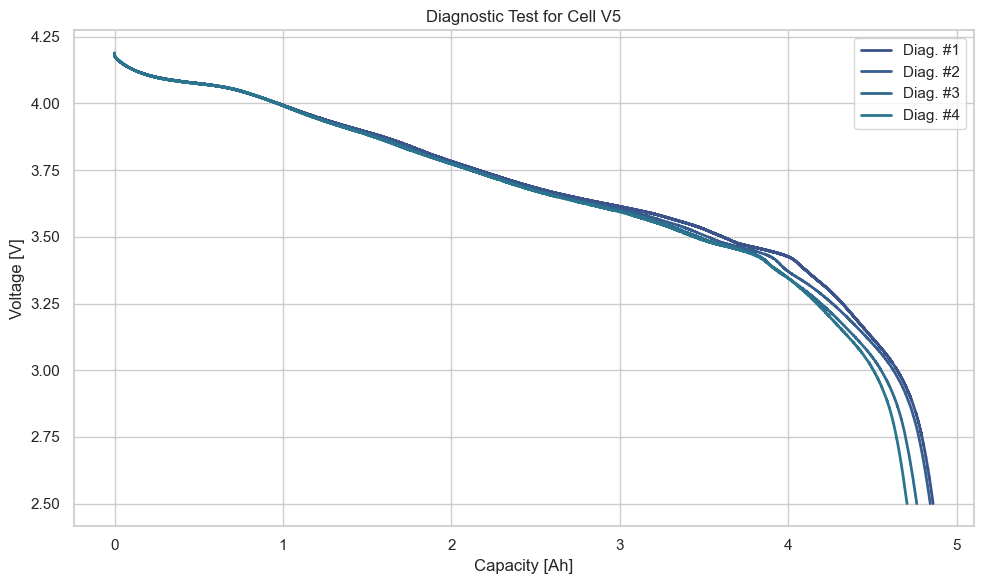 Diagnostic Test for Cell V5
Diag. #1
Diag. #2
Diag. #3
Diag. #4
Voltage [V]
4.25
4.00
3.75
3.50
3.25
3.00
2.75
2.50
0
1
2
3
4
5
Capacity [Ah]